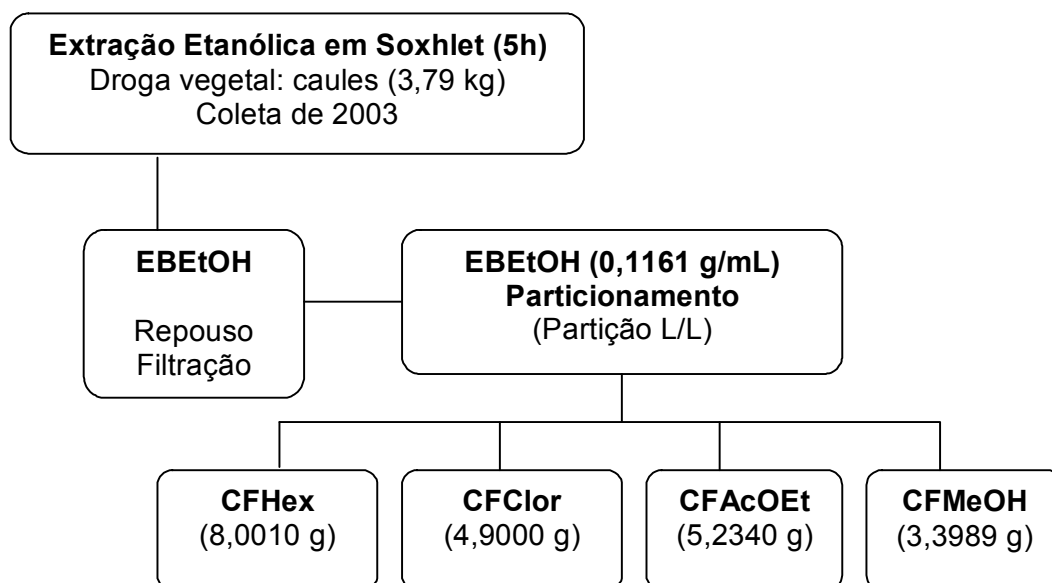 Extração Etanólica em Soxhlet (5h)
Droga vegetal: caules (3,79 kg)
Coleta de 2003
EBEtOH
Repouso
Filtração
EBEtOH (0,1161 g/mL)
Particionamento
(Partição L/L)
CFHex
(8,0010 g)
CFClor
(4,9000 g)
CFAcOEt
(5,2340 g)
CFMeOH
(3,3989 g)